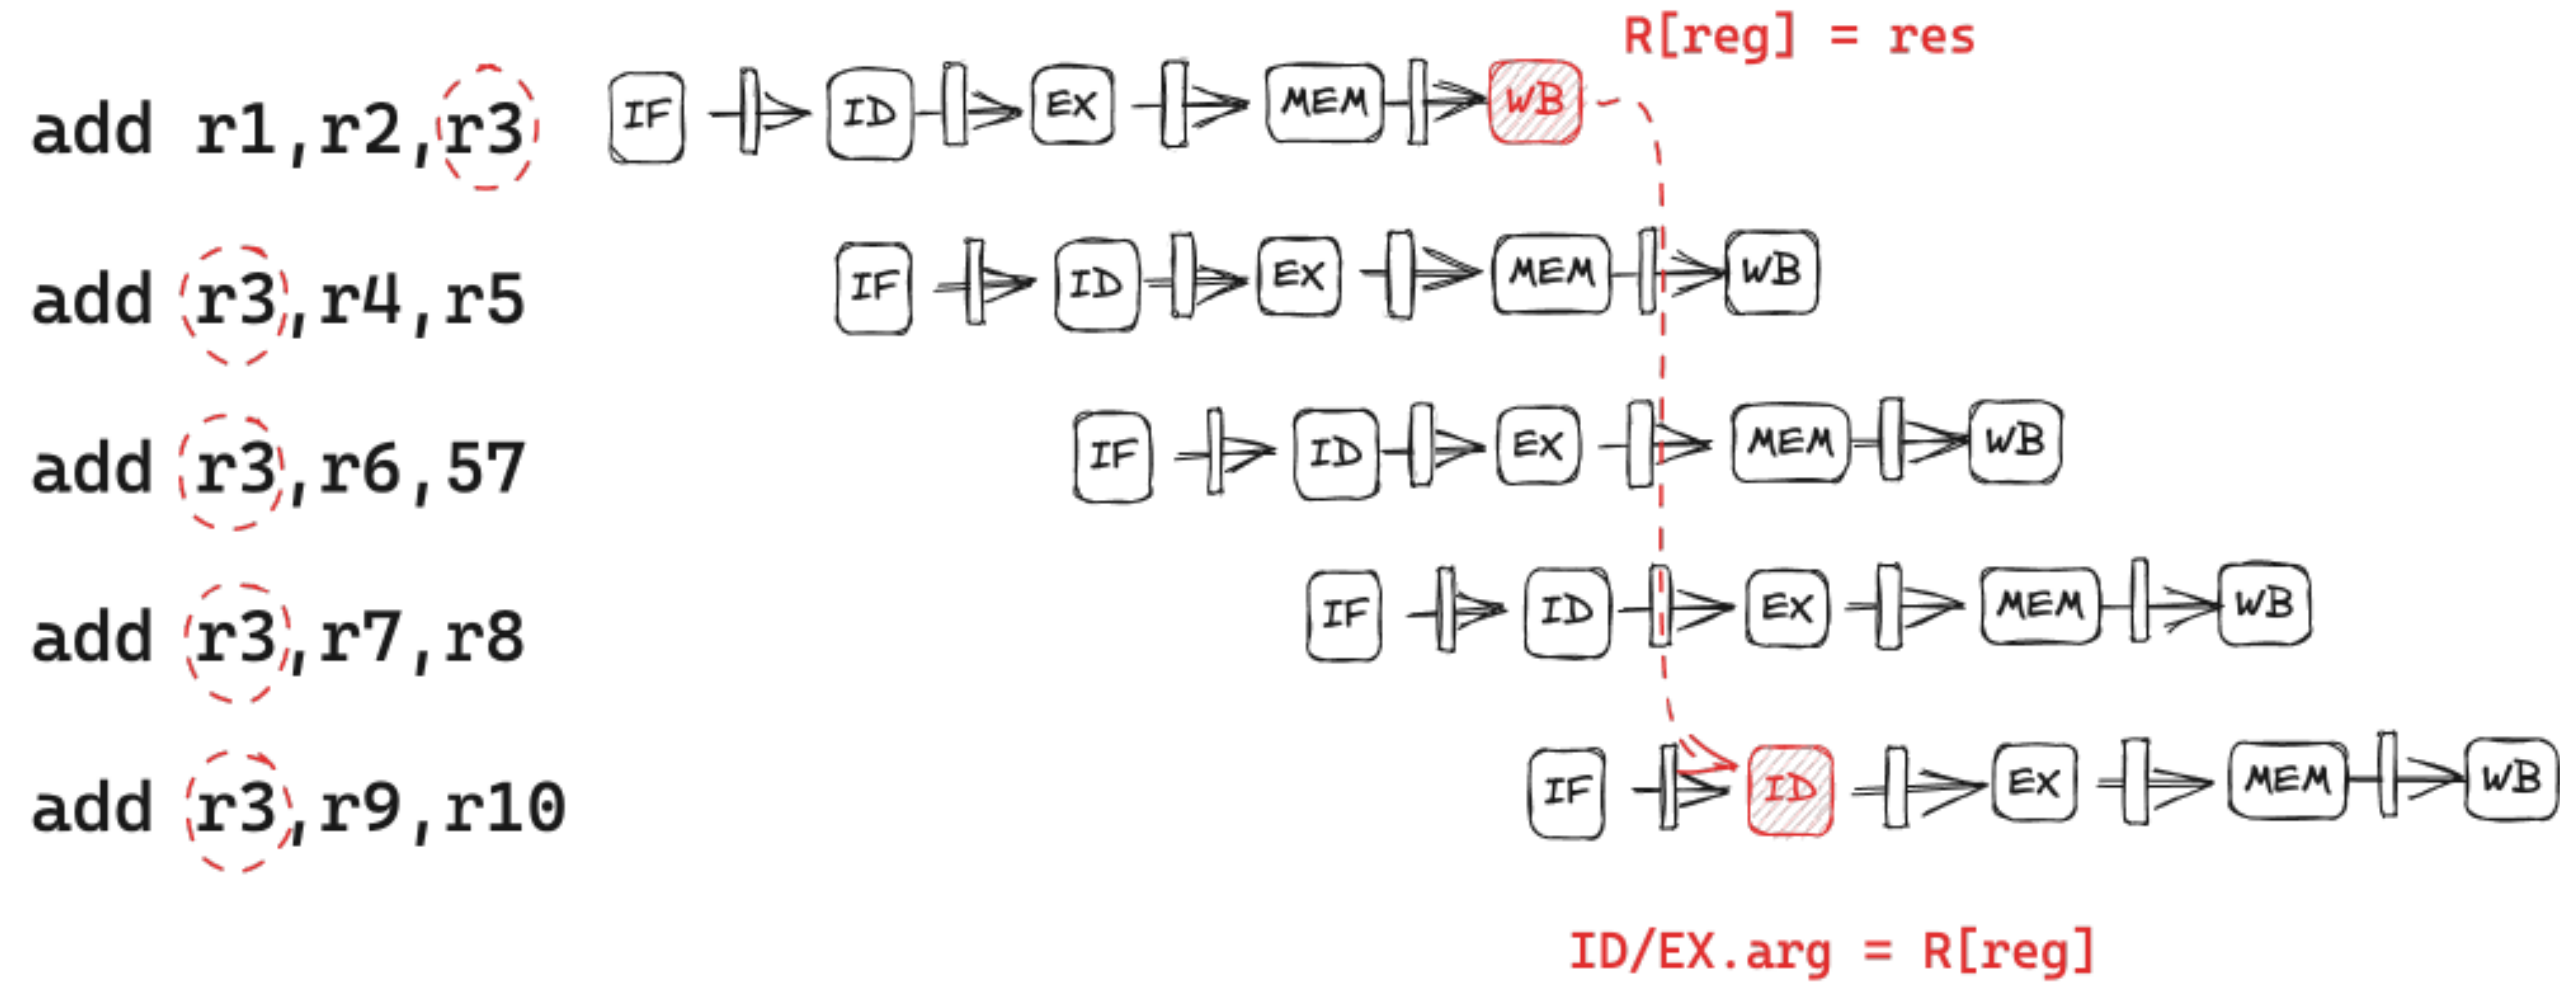 R[reg] = res
add r1,r2,r3 IF ID EX MEM WB
add r3,r4,r5 IF ID EX MEM WB
add r3,r6,57 IF ID EX MEM WB
add r3,r7,r8 IF ID EX MEM WB
add r3,r9,r10 IF ID EX MEM WB
ID/EX.arg = R[reg]